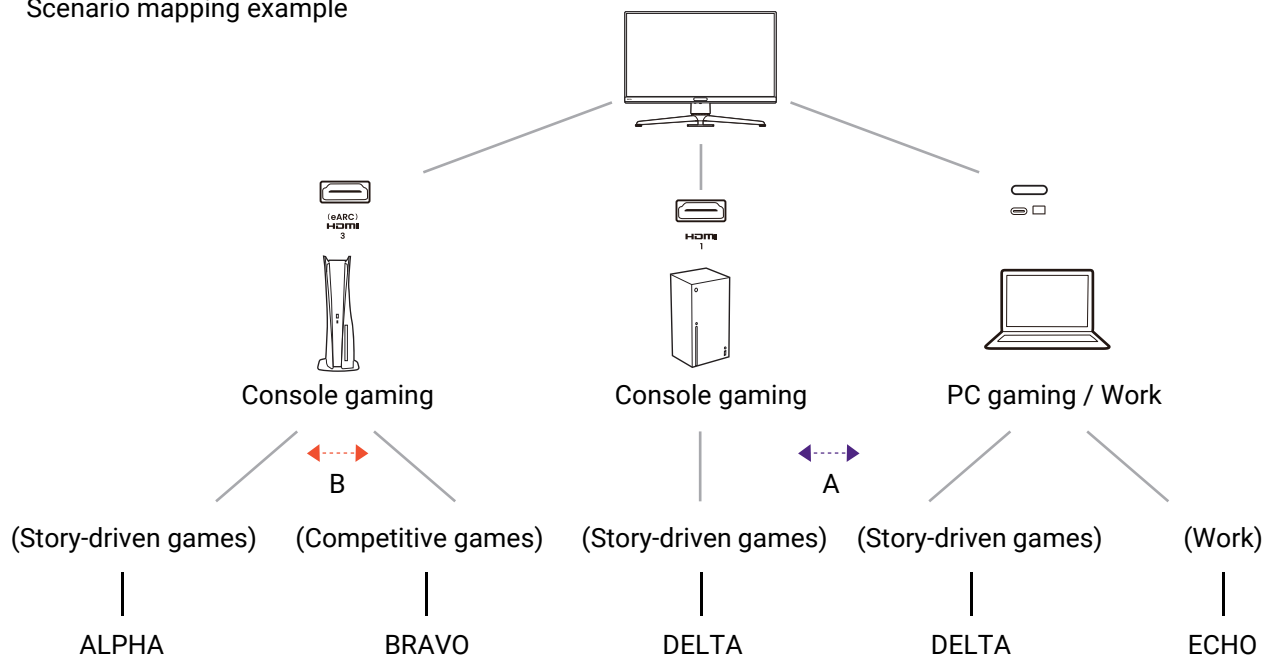 Scenario mapping example
(eARC)
HDMI
3
HDMI
1
Console gaming
Console gaming
PC gaming / Work
B
A
(Story-driven games)
(Competitive games)
(Story-driven games)
(Story-driven games)
(Work)
ALPHA
BRAVO
DELTA
DELTA
ECHO